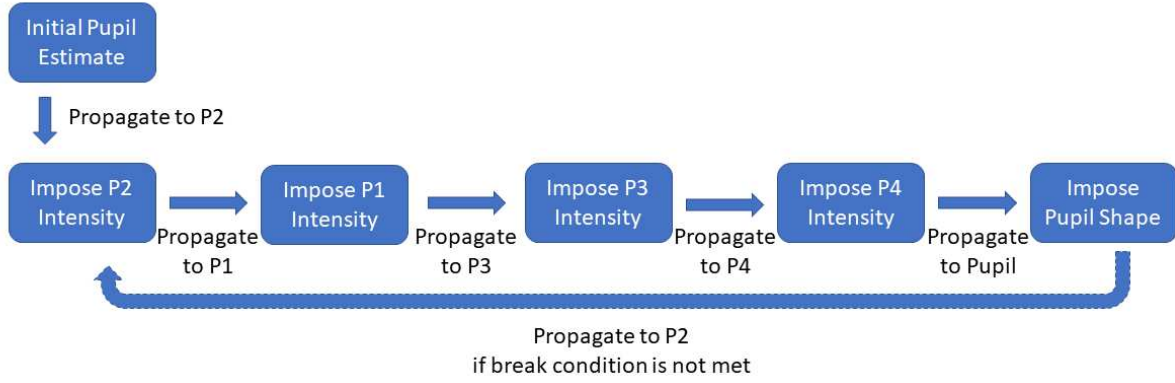 Initial Pupil
Estimate
Propagate to P2
Impose P2
Intensity
Propagate
to P1
Impose P1
Intensity
Propagate
to P3
Impose P3
Intensity
Propagate
to P4
Impose P4
Intensity
Propagate
to Pupil
Impose
Pupil Shape
Propagate to P2
if break condition is not met